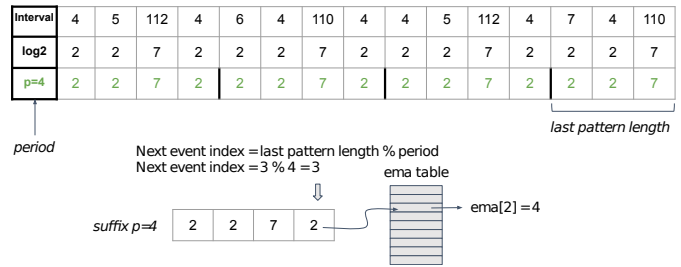 Interval 4 5 112 4 6 4 110 4 4 5 112 4 7 4 110
log2 2 2 7 2 2 2 7 2 2 2 7 2 2 2 7
p=4 2 2 7 2 2 2 7 2 2 2 7 2 2 2 7
last pattern length
period
Next event index = last pattern length % period
Next event index = 3 % 4 = 3
ema table
ema[2] = 4
suffix p=4 2 2 7 2